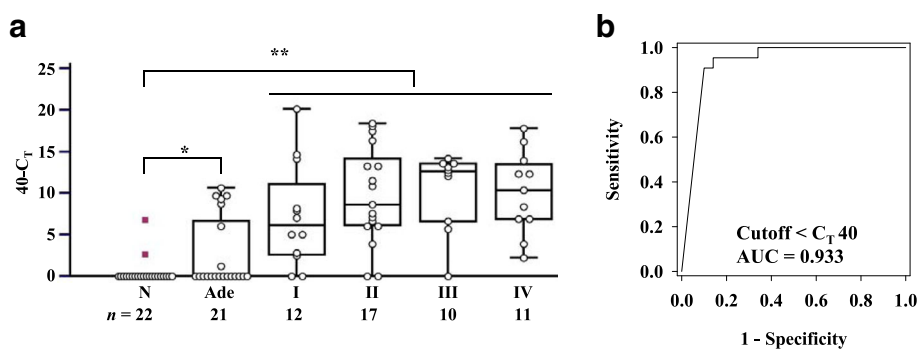 a
**
25
20
15
10
5
0
40-C_T
*
N Ade I II III IV
n = 22 21 12 17 10 11
b
1.0
0.8
0.6
0.4
0.2
0.0
Sensitivity
Cutoff < C_T 40
AUC = 0.933
0.0 0.2 0.4 0.6 0.8 1.0
1 - Specificity